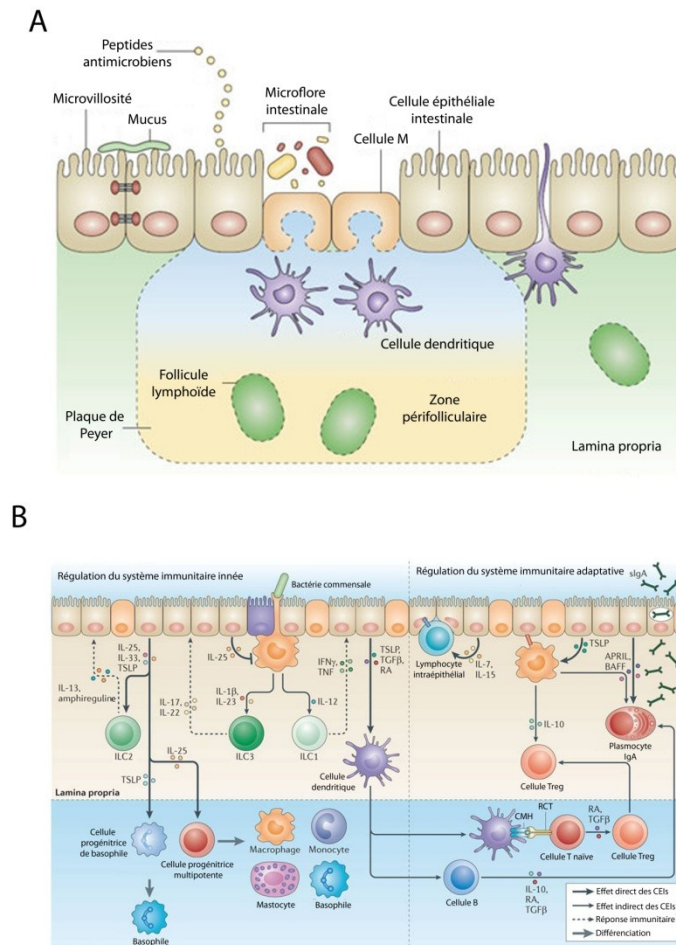 A
Peptides
antimicrobiens
Microvillosité
Mucus
Microflore
intestinale
Cellule épithéliale
intestinale
Cellule M
Cellule dendritique
Follicule
lymphoïde
Zone
périfolliculaire
Plaque de
Peyer
Lamina propria
B
Régulation du système immunitaire innée
Bactérie commensale
Régulation du système immunitaire adaptative
sIgA
IL-25,
IL-33,
TSLP
IL-13,
amphireguline
ILC2
IL-17,
IL-22
IL-25
IL-1β,
IL-23
IL-12
ILC3
ILC1
IFNγ,
TNF
TSLP,
TGFβ,
RA
Lymphocyte
intraépithélial
IL-7,
IL-15
TSLP
APRIL,
BAFF
IL-10
Plasmocyte
IgA
Cellule Treg
IL-25
TSLP
Cellule
dendritique
Lamina propria
Cellule
progénitrice
de basophile
Cellule progénitrice
multipotente
Macrophage
Monocyte
Mastocyte
Basophile
Basophile
CMH
RCT
Cellule T naïve
RA,
TGFβ
Cellule Treg
Cellule B
IL-10,
RA,
TGFβ
Effet direct des CEIs
Effet indirect des CEIs
Réponse immunitaire
Différenciation